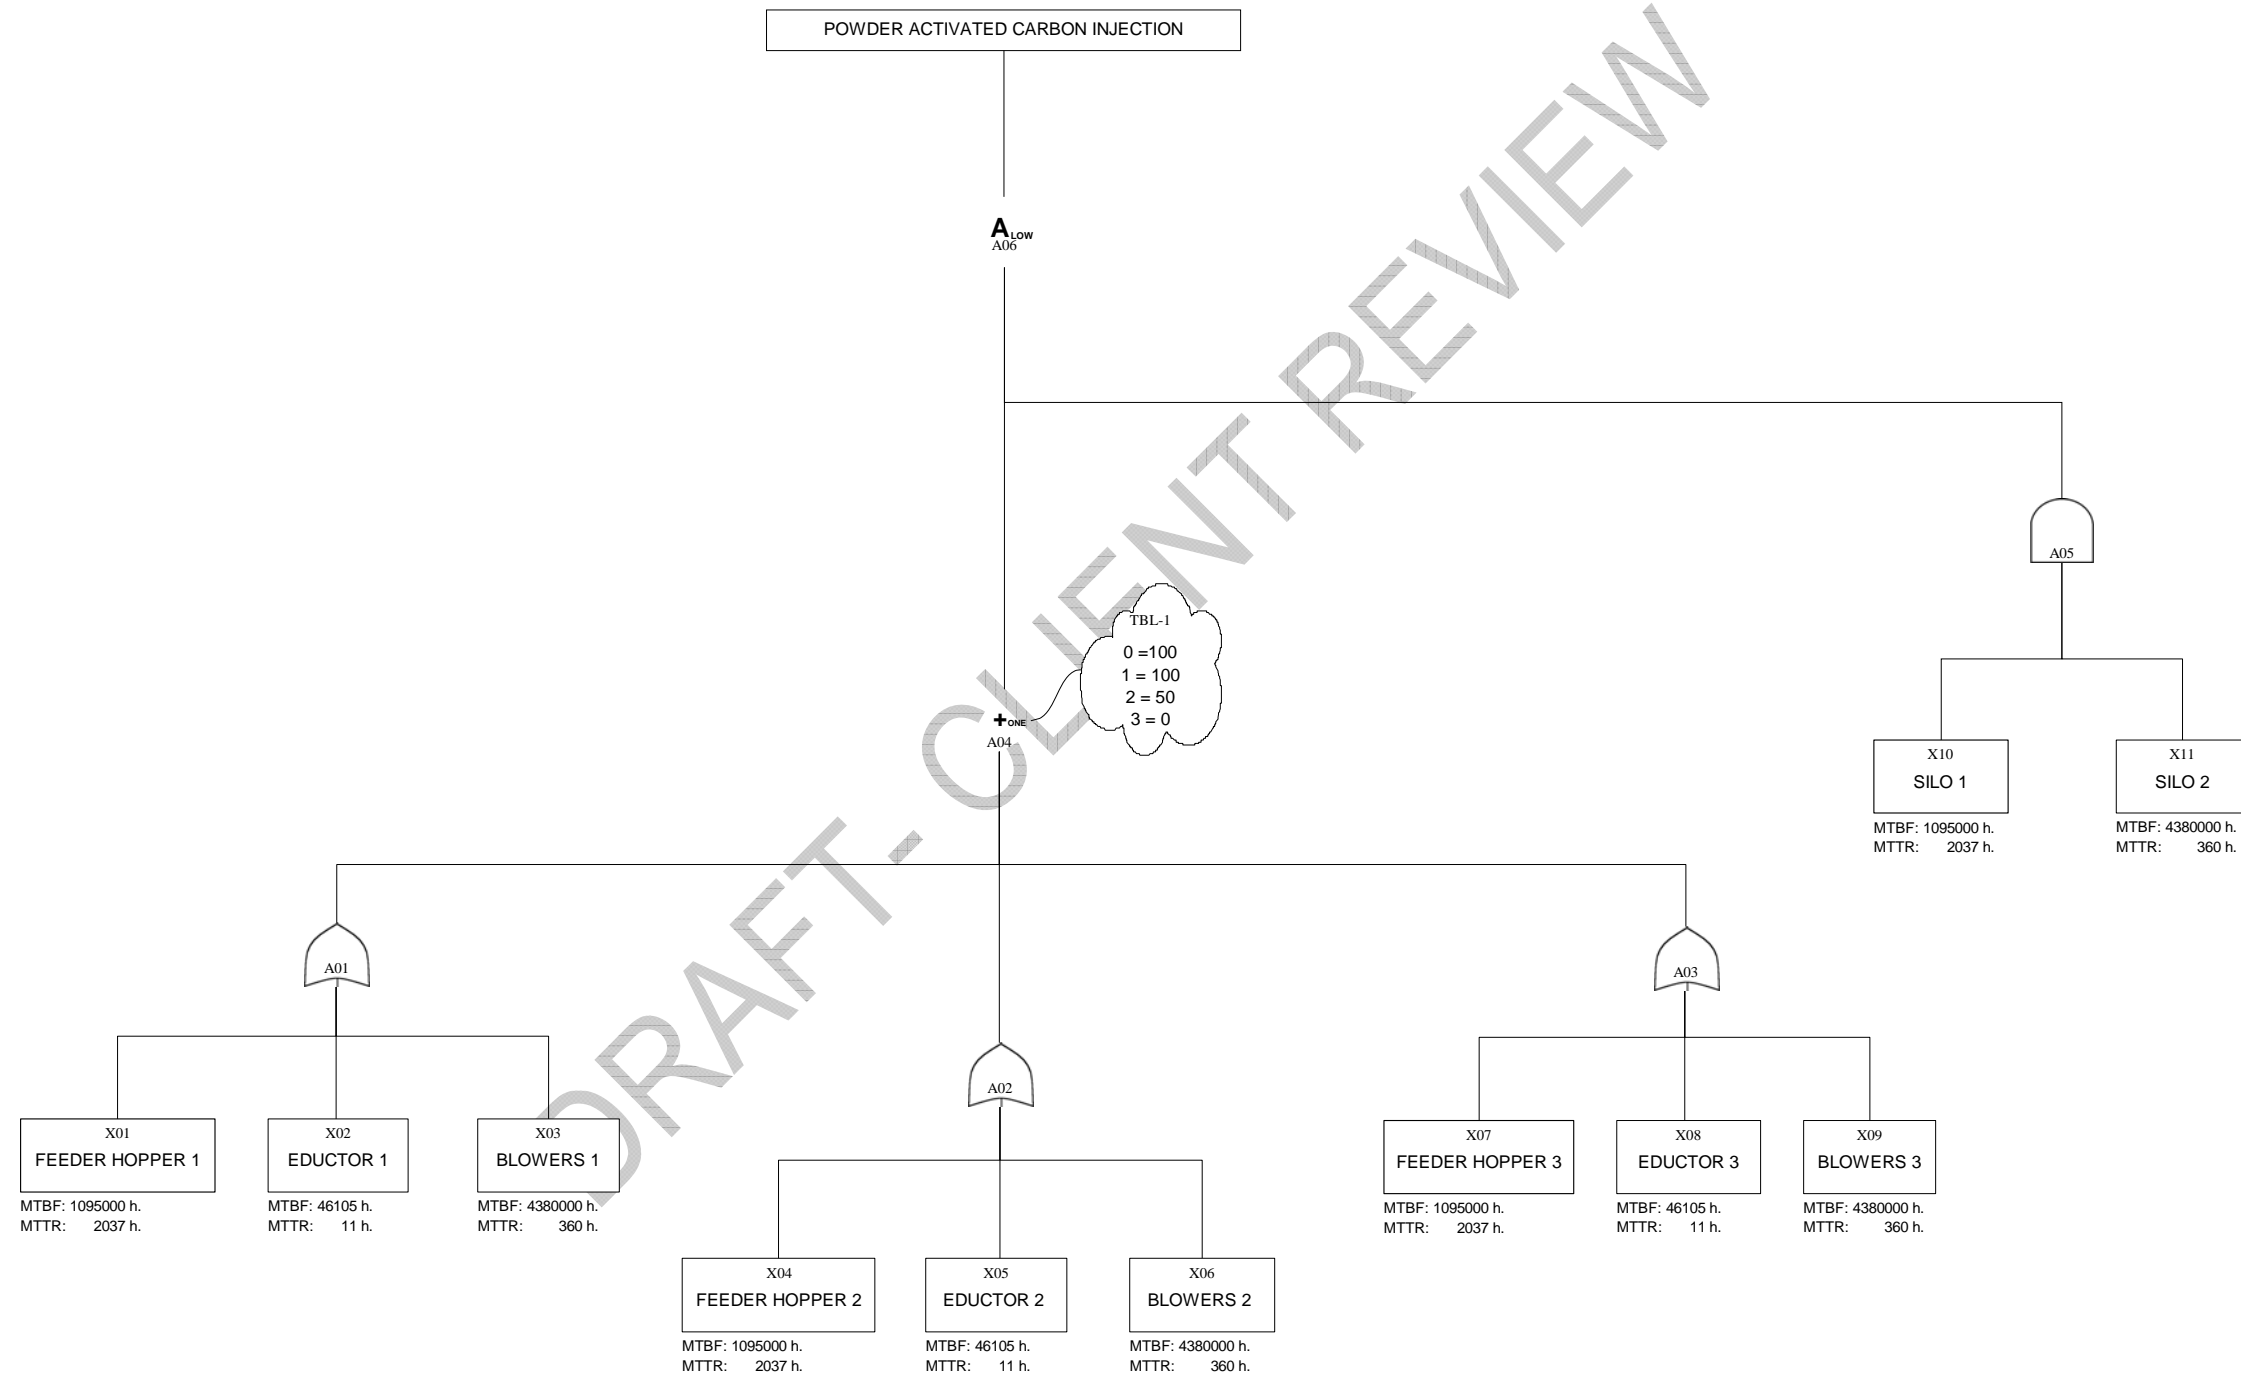 POWDER ACTIVATED CARBON INJECTION
ALOW
A06
A05
TBL-1
0 =100
1 = 100
2 = 50
3 = 0
+ONE
A04
X10
SILO 1
MTBF: 1095000 h.
MTTR: 2037 h.
X11
SILO 2
MTBF: 4380000 h.
MTTR: 360 h.
A01
A02
A03
X01
FEEDER HOPPER 1
MTBF: 1095000 h.
MTTR: 2037 h.
X02
EDUCTOR 1
MTBF: 46105 h.
MTTR: 11 h.
X03
BLOWERS 1
MTBF: 4380000 h.
MTTR: 360 h.
X04
FEEDER HOPPER 2
MTBF: 1095000 h.
MTTR: 2037 h.
X05
EDUCTOR 2
MTBF: 46105 h.
MTTR: 11 h.
X06
BLOWERS 2
MTBF: 4380000 h.
MTTR: 360 h.
X07
FEEDER HOPPER 3
MTBF: 1095000 h.
MTTR: 2037 h.
X08
EDUCTOR 3
MTBF: 46105 h.
MTTR: 11 h.
X09
BLOWERS 3
MTBF: 4380000 h.
MTTR: 360 h.
DRAFT- CLIENT REVIEW